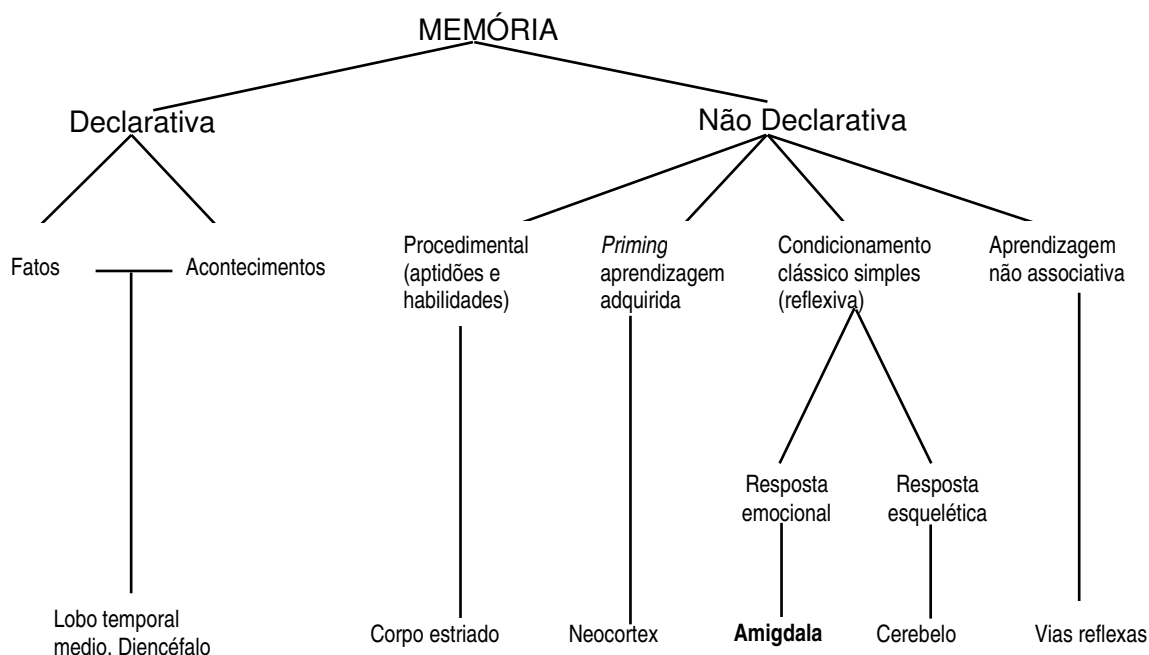 MEMÓRIA
Declarativa
Não Declarativa
Fatos
Acontecimentos
Procedimental
(aptidões e
habilidades)
Priming
aprendizagem
adquirida
Condicionamento
clássico simples
(reflexiva)
Aprendizagem
não associativa
Resposta
emocional
Resposta
esquelética
Lobo temporal
medio. Diencéfalo
Corpo estriado
Neocortex
Amigdala
Cerebelo
Vias reflexas